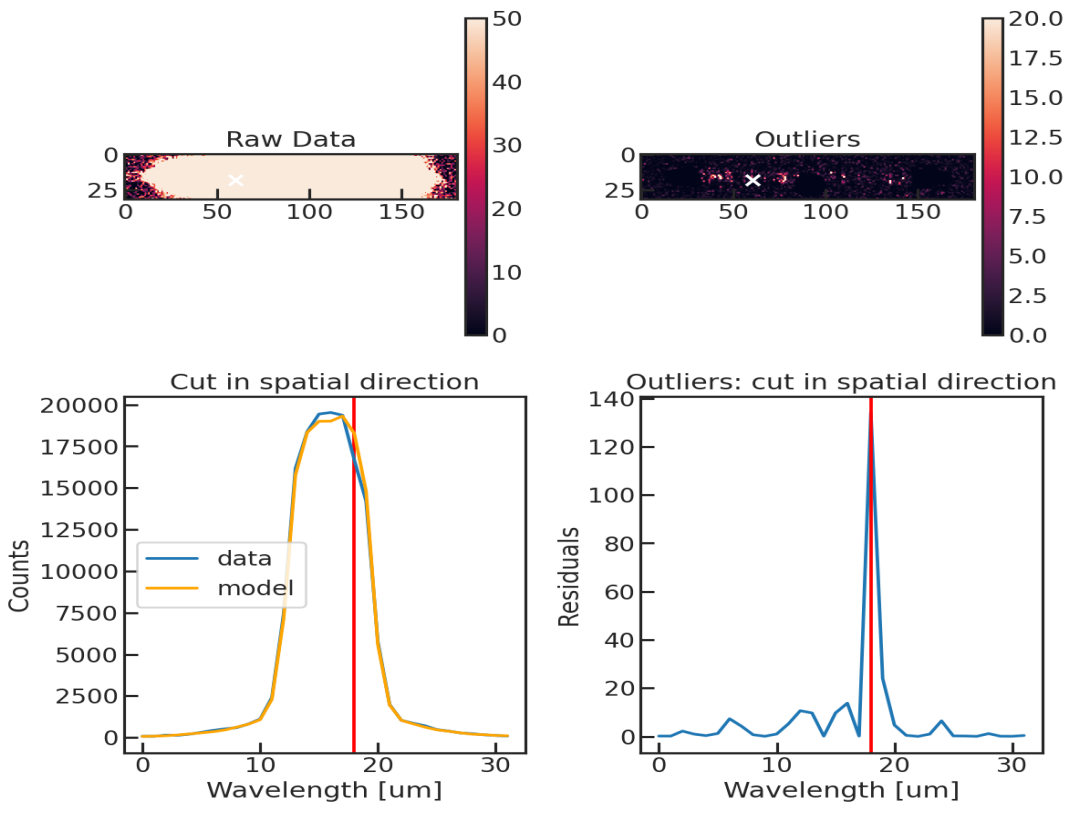 Raw Data
0
25
0 50 100 150
50
40
30
20
10
0
Outliers
0
25
0 50 100 150
20.0
17.5
15.0
12.5
10.0
7.5
5.0
2.5
0.0
Cut in spatial direction
20000
17500
15000
12500
10000
7500
5000
2500
0
Counts
data
model
0 10 20 30
Wavelength [um]
Outliers: cut in spatial direction
140
120
100
80
60
40
20
0
Residuals
0 10 20 30
Wavelength [um]